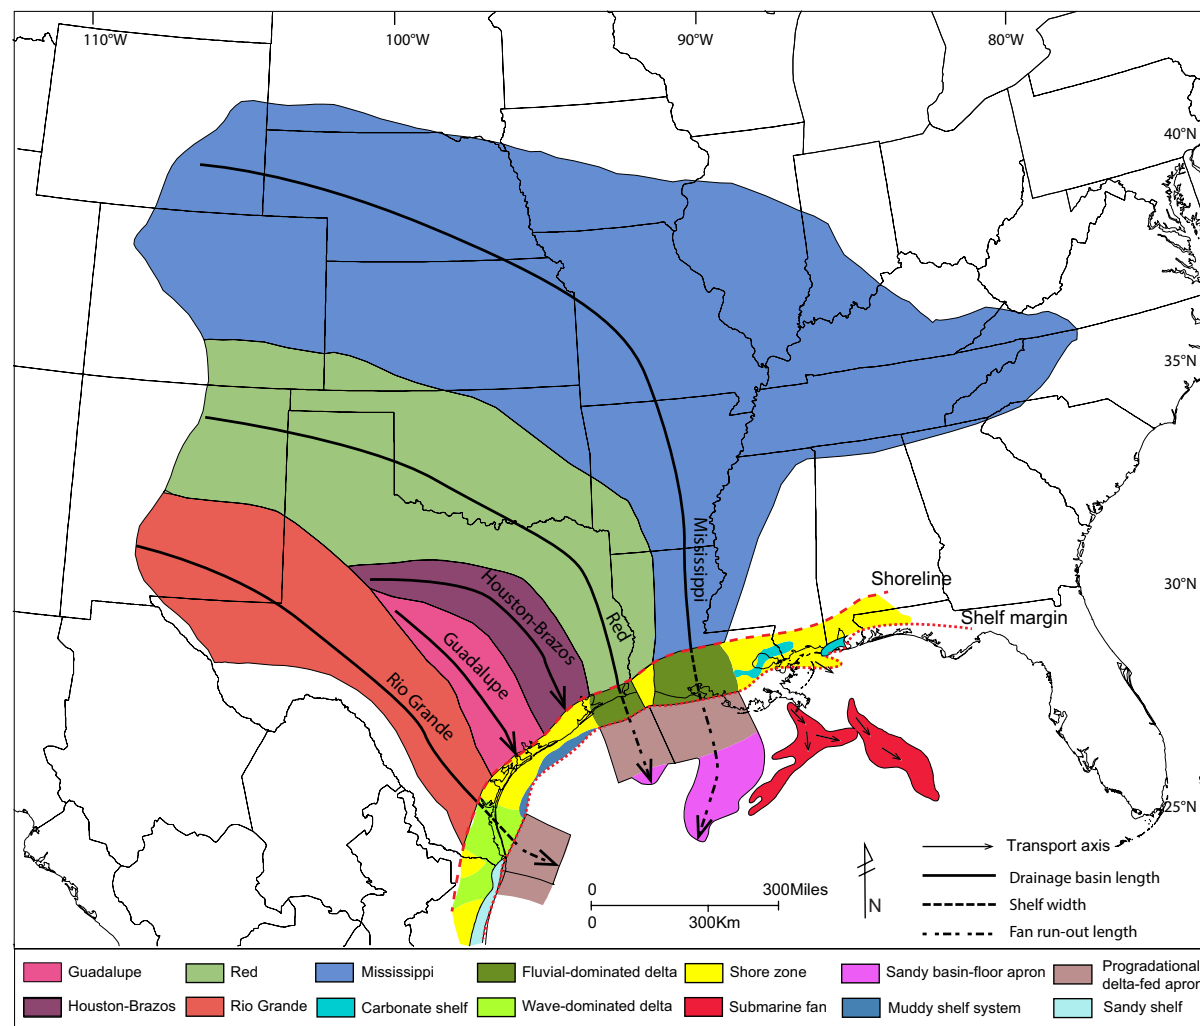 110°W
100°W
90°W
80°W
40°N
35°N
30°N
25°N
Mississippi
Red
Houston-Brazos
Guadalupe
Rio Grande
Shoreline
Shelf margin
0
300Miles
0
300Km
N
Transport axis
Drainage basin length
Shelf width
Fan run-out length
Guadalupe
Red
Mississippi
Fluvial-dominated delta
Shore zone
Sandy basin-floor apron
Progradational
delta-fed apron
Houston-Brazos
Rio Grande
Carbonate shelf
Wave-dominated delta
Submarine fan
Muddy shelf system
Sandy shelf